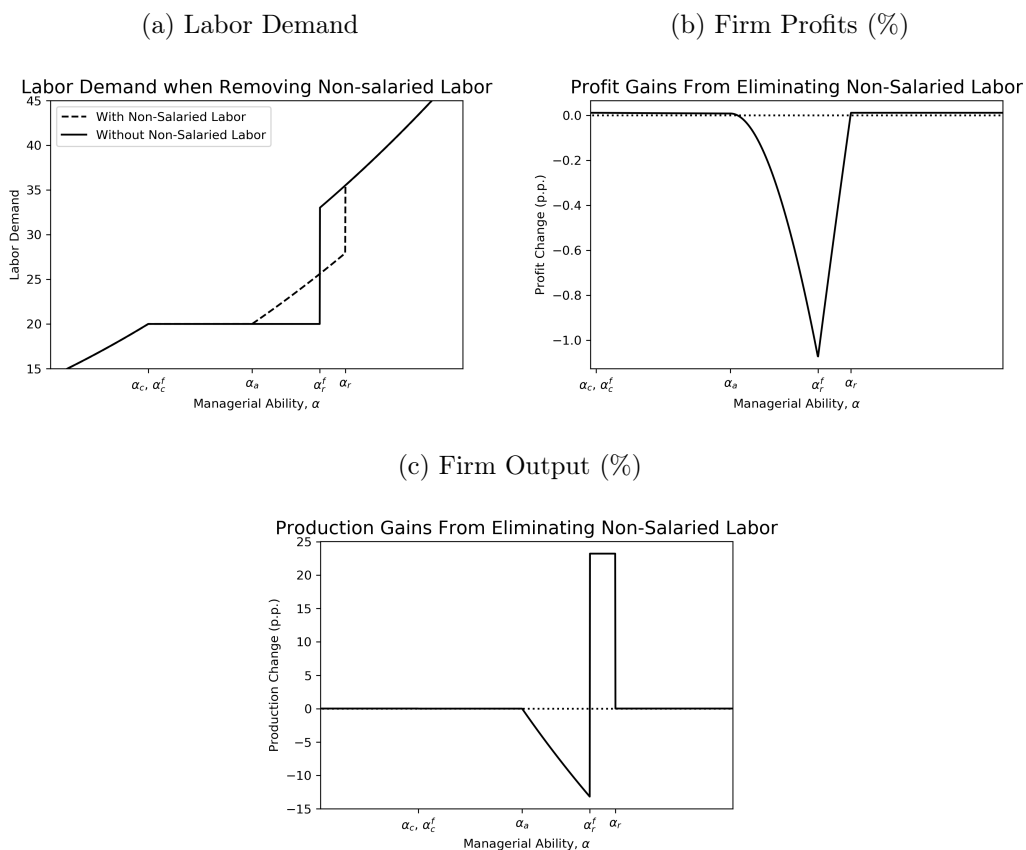 (a) Labor Demand
Labor Demand when Removing Non-salaried Labor
With Non-Salaried Labor
Without Non-Salaried Labor
45
40
35
30
25
20
15
Labor Demand
α_c, α_c^f
α_a
α_r^f
α_r
Managerial Ability, α
(b) Firm Profits (%)
Profit Gains From Eliminating Non-Salaried Labor
0.0
−0.2
−0.4
−0.6
−0.8
−1.0
Profit Change (p.p.)
α_c, α_c^f
α_a
α_r^f
α_r
Managerial Ability, α
(c) Firm Output (%)
Production Gains From Eliminating Non-Salaried Labor
25
20
15
10
5
0
−5
−10
−15
Production Change (p.p.)
α_c, α_c^f
α_a
α_r^f
α_r
Managerial Ability, α